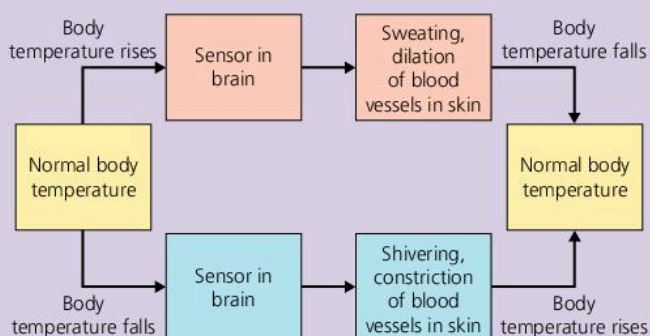 Body
temperature rises
Sensor in
brain
Sweating,
dilation
of blood
vessels in skin
Body
temperature falls
Normal body
temperature
Normal body
temperature
Body
temperature falls
Sensor in
brain
Shivering,
constriction
of blood
vessels in skin
Body
temperature rises